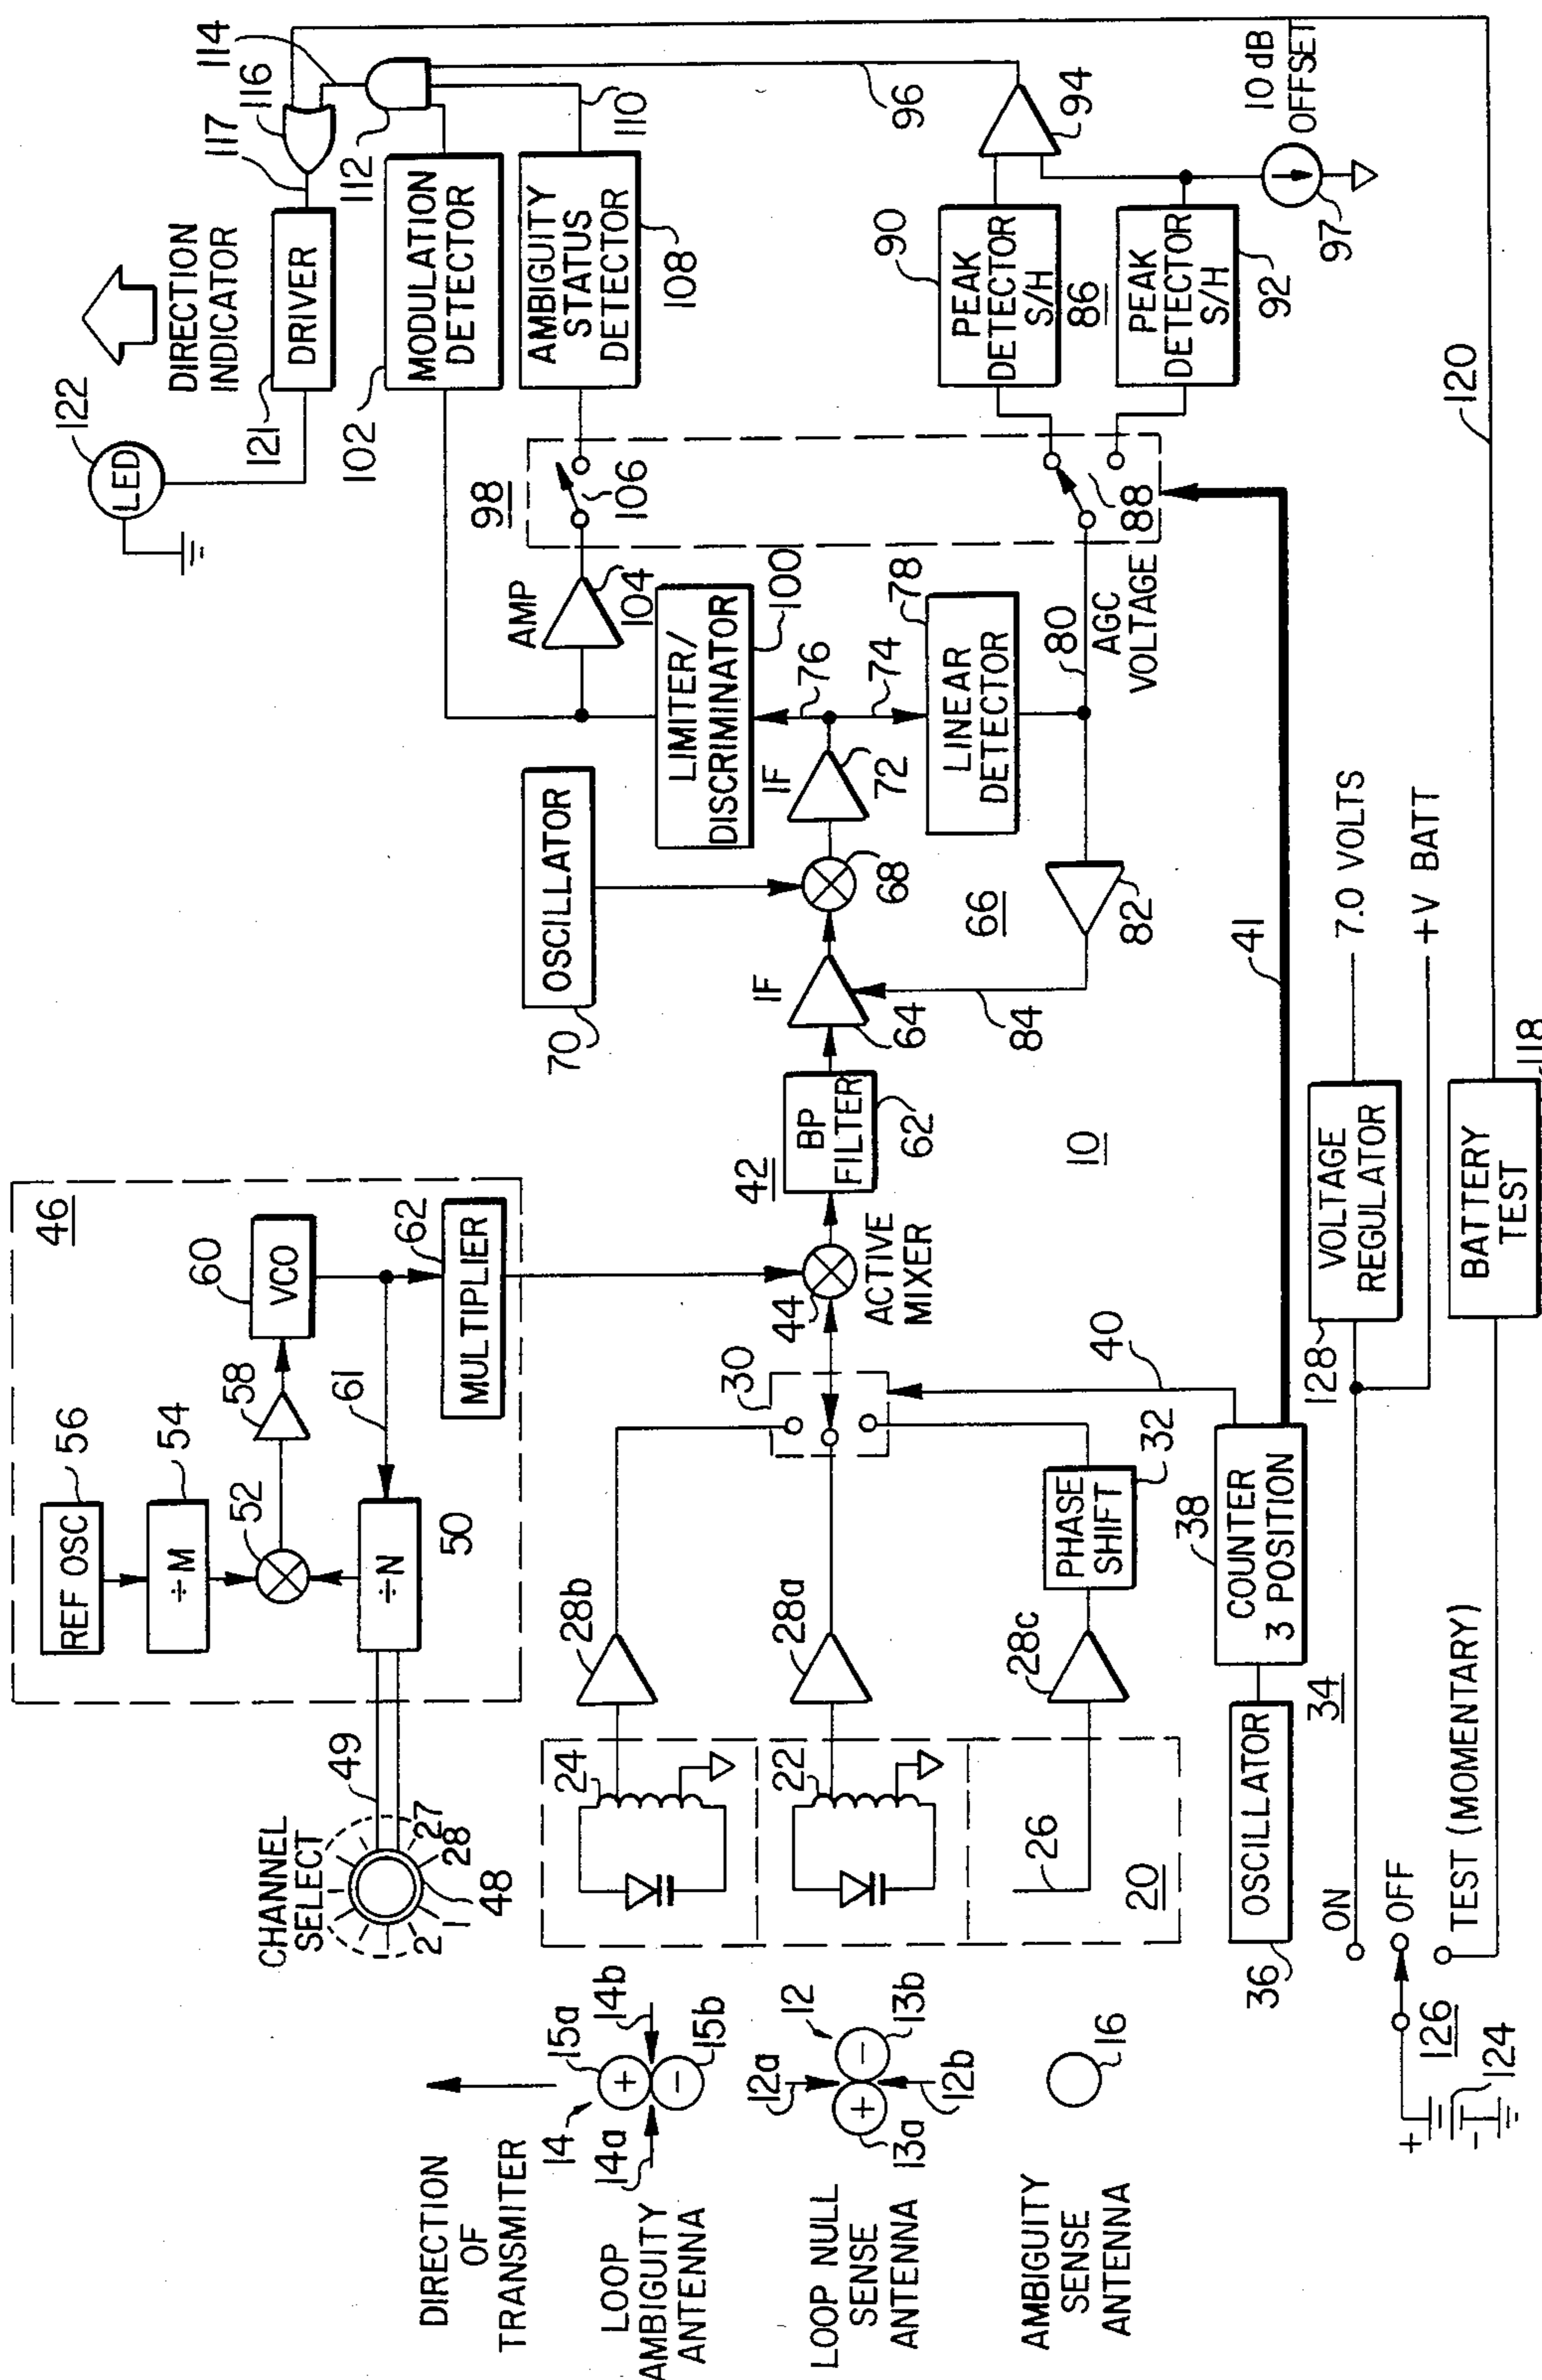 CHANNEL
SELECT
2
1
28
27
48
49
46
REF OSC
56
÷M
54
52
÷N
50
58
60
VCO
61
62
MULTIPLIER
DIRECTION
OF
TRANSMITER
LOOP
AMBIGUITY
ANTENNA
14
14a
14b
15a
15b
+
−
LOOP NULL
SENSE
ANTENNA
12
12a
12b
13a
13b
+
−
AMBIGUITY
SENSE
ANTENNA
16
24
22
26
20
28b
28a
28c
PHASE
SHIFT
32
30
44
ACTIVE
MIXER
42
BP
FILTER
62
IF
64
66
68
OSCILLATOR
70
IF
72
76
74
LIMITER/
DISCRIMINATOR
100
LINEAR
DETECTOR
78
80
AGC
VOLTAGE
82
84
AMP
104
98
106
88
LED
122
DIRECTION
INDICATOR
DRIVER
121
117
116
114
112
MODULATION
DETECTOR
102
AMBIGUITY
STATUS
DETECTOR
108
110
96
94
PEAK
DETECTOR
S/H
90
86
PEAK
DETECTOR
S/H
92
97
10 dB
OFFSET
OSCILLATOR
36
34
COUNTER
3 POSITION
38
40
41
10
ON
OFF
TEST (MOMENTARY)
126
124
+
-
VOLTAGE
REGULATOR
128
7.0 VOLTS
+V BATT
BATTERY
TEST
118
120